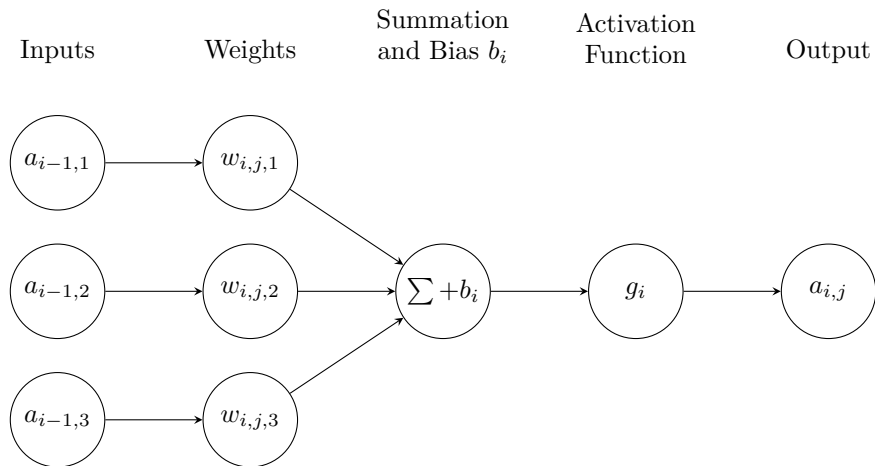 Inputs
Weights
Summation
and Bias b_i
Activation
Function
Output
a_{i−1,1}
w_{i,j,1}
a_{i−1,2}
w_{i,j,2}
∑ +b_i
g_i
a_{i,j}
a_{i−1,3}
w_{i,j,3}